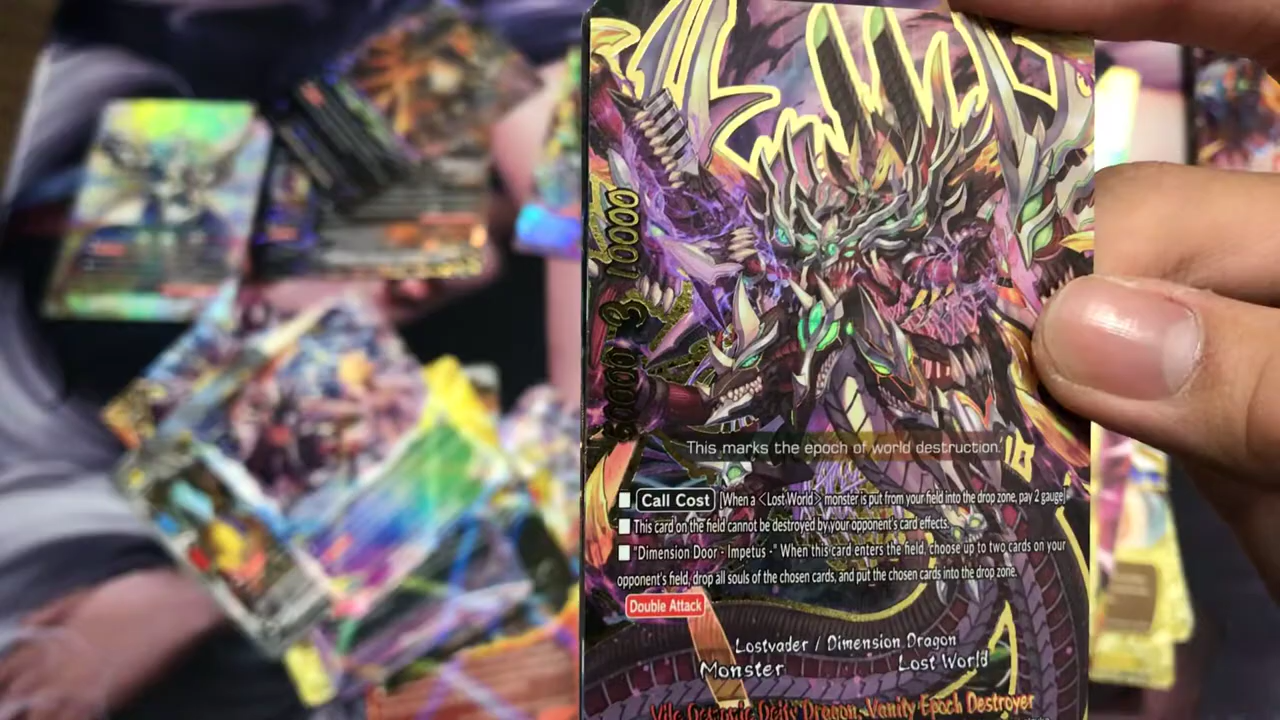 10000
3
This marks the epoch of world destruction.
Call Cost [When a <Lost World> monster is put from your field into the drop zone, pay 2 gauge]
This card on the field cannot be destroyed by your opponent's card effects.
"Dimension Door - Impetus -" When this card enters the field, choose up to two cards on your
opponent's field, drop all souls of the chosen cards, and put the chosen cards into the drop zone.
Double Attack
Lostvader / Dimension Dragon
Monster Lost World
Vile Deity Dragon, Vanity Epoch Destroyer